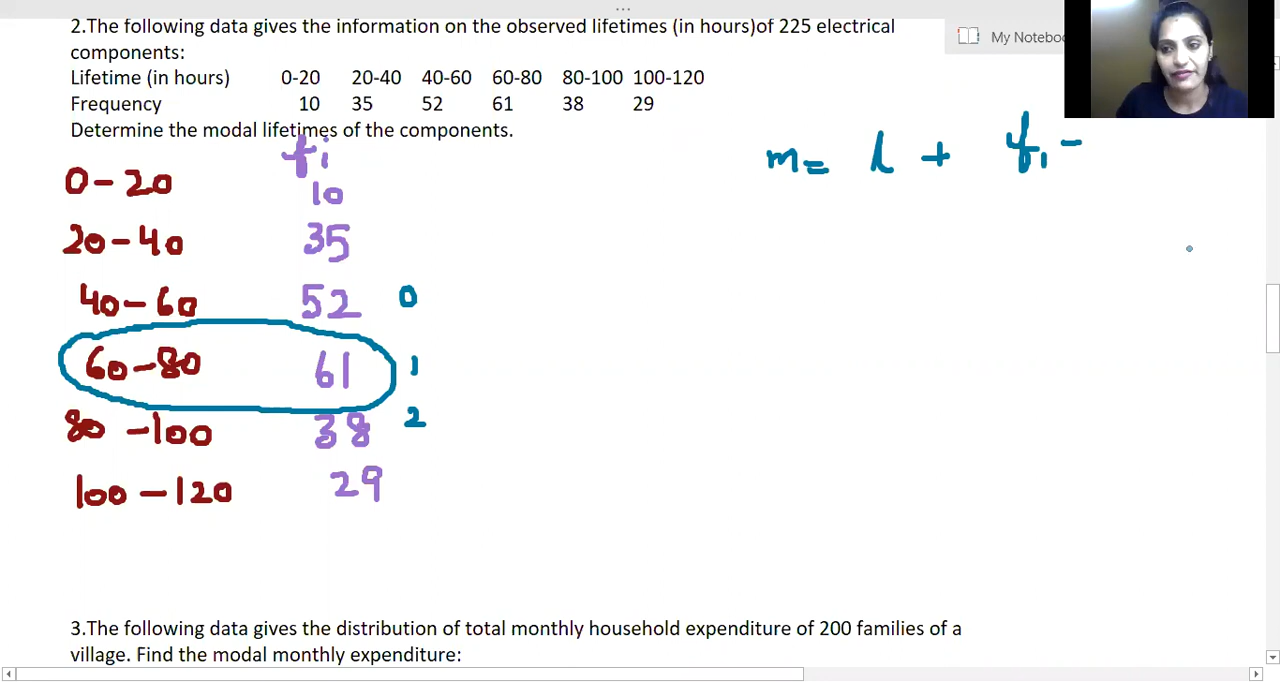 2.The following data gives the information on the observed lifetimes (in hours)of 225 electrical
components:
My Noteboo
Lifetime (in hours) 0-20 20-40 40-60 60-80 80-100 100-120
Frequency 10 35 52 61 38 29
Determine the modal lifetimes of the components.
fi
m= l + f1 -
0-20 10
20-40 35
40-60 52 0
60-80 61 1
80-100 38 2
100-120 29
3.The following data gives the distribution of total monthly household expenditure of 200 families of a
village. Find the modal monthly expenditure: